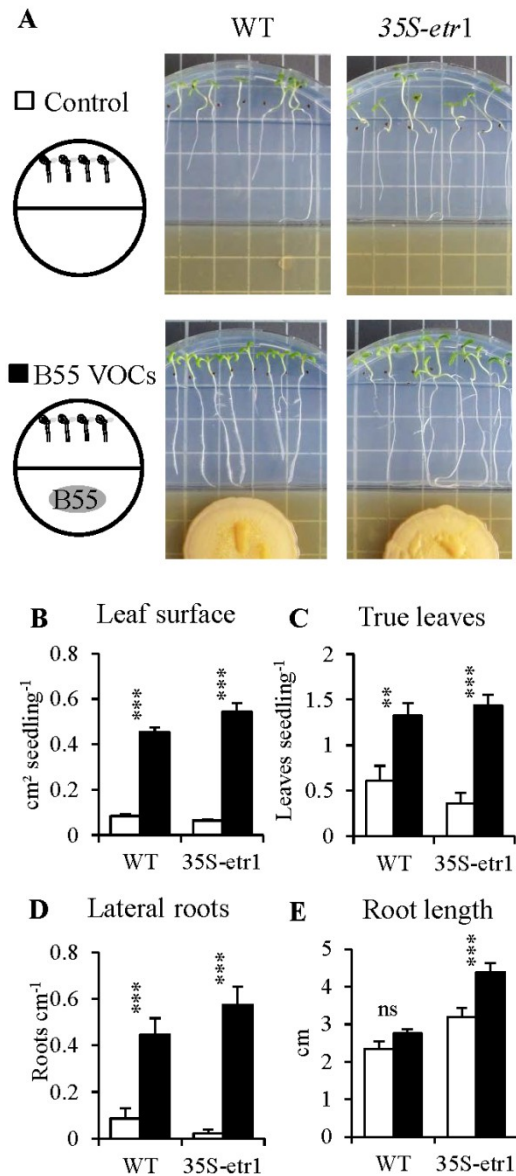 A
WT 35S-etr1
Control
B55 VOCs
B55
B Leaf surface
cm² seedling-1
0.8
0.6
0.4
0.2
0
***
***
WT 35S-etr1
C True leaves
Leaves seedling-1
2
1.5
1
0.5
0
**
***
WT 35S-etr1
D Lateral roots
Roots cm-1
0.8
0.6
0.4
0.2
0
***
***
WT 35S-etr1
E Root length
cm
5
4
3
2
1
0
ns
***
WT 35S-etr1